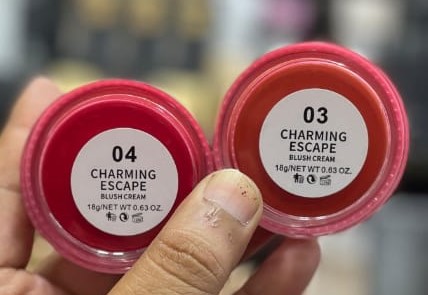 04
CHARMING
ESCAPE
BLUSH CREAM
18g/NET WT 0.63 OZ.
03
CHARMING
ESCAPE
BLUSH CREAM
18g/NET WT. 0.63 OZ.